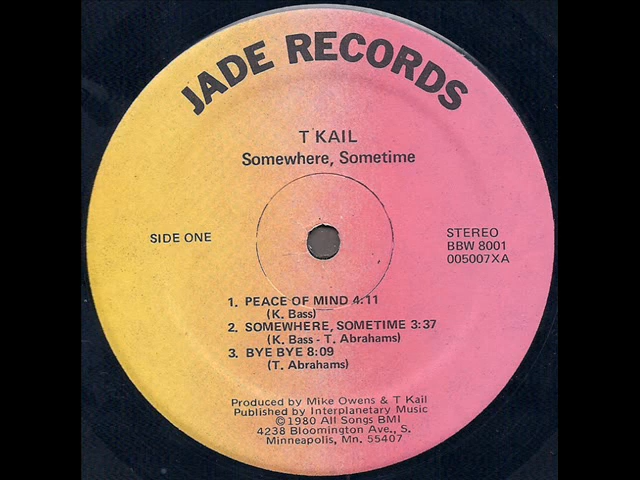 JADE RECORDS
T KAIL
Somewhere, Sometime
SIDE ONE
STEREO
BBW 8001
005007XA
1. PEACE OF MIND 4:11
(K. Bass)
2. SOMEWHERE, SOMETIME 3:37
(K. Bass - T. Abrahams)
3. BYE BYE 8:09
(T. Abrahams)
Produced by Mike Owens & T Kail
Published by Interplanetary Music
©1980 All Songs BMI
4238 Bloomington Ave., S.
Minneapolis, Mn. 55407